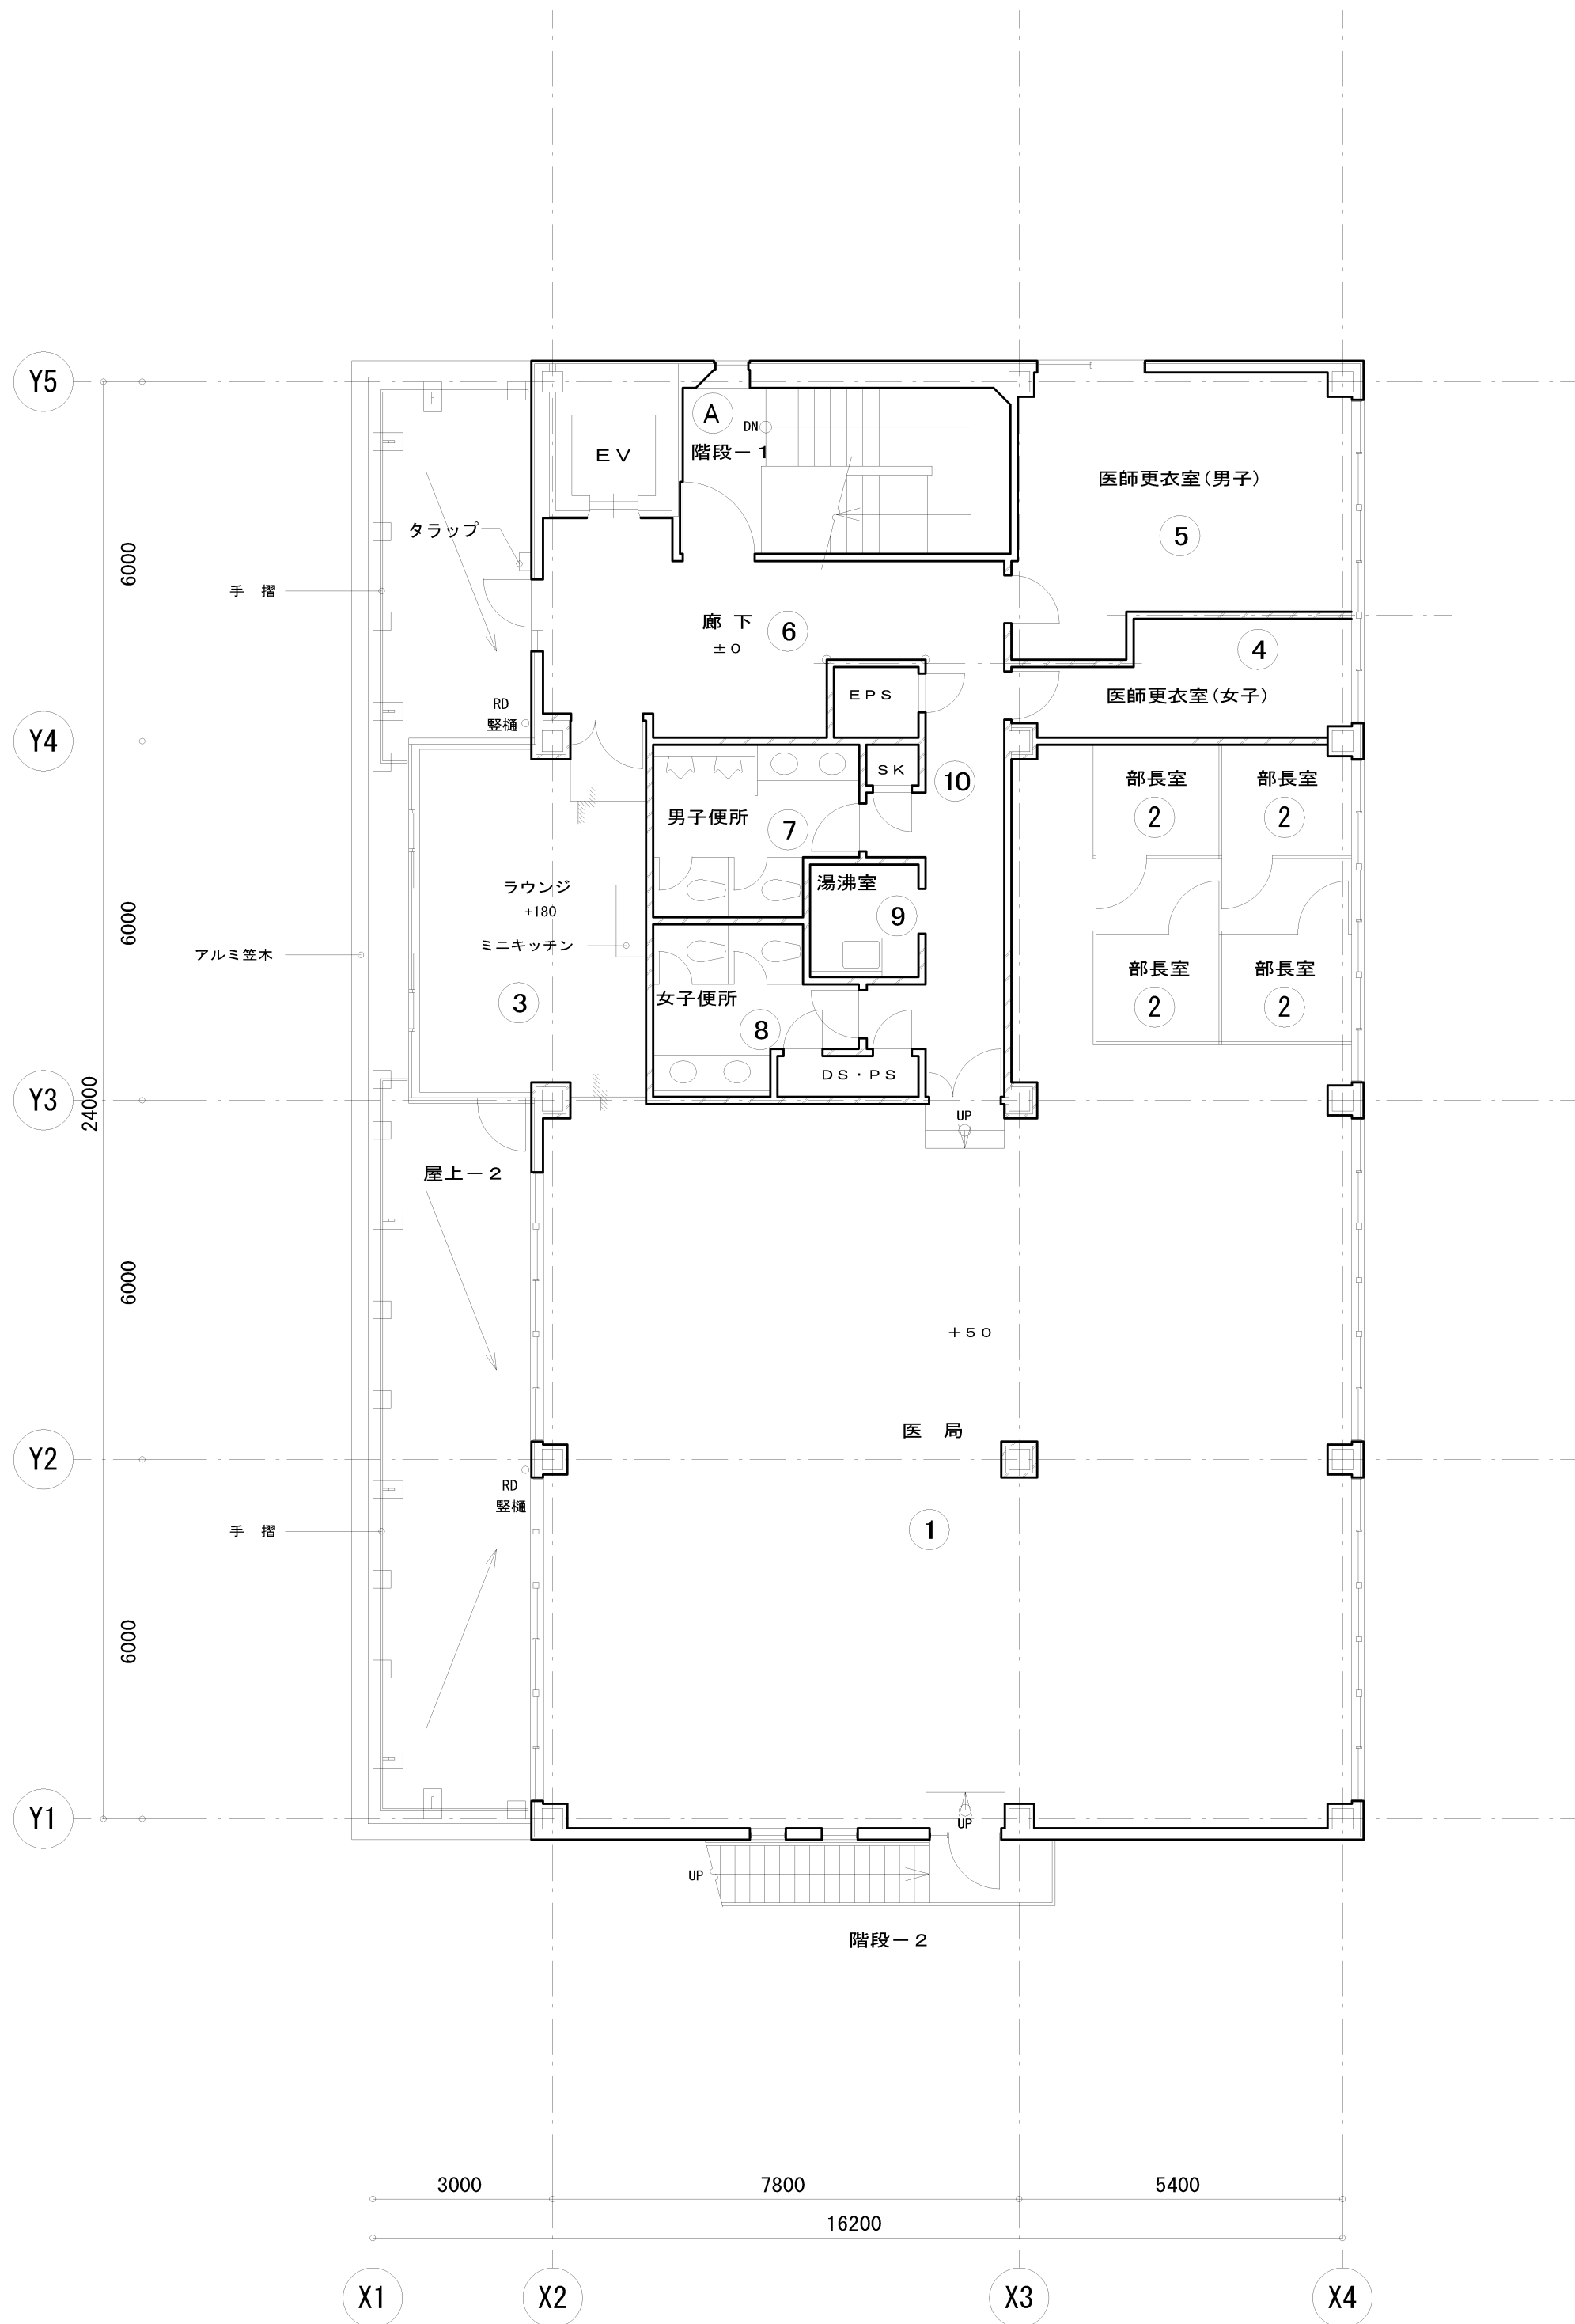 Y5
A
DN
階段－1
EV
医師更衣室(男子)
タラップ
5
6000
手 摺
廊 下
6
±0
4
EPS
医師更衣室(女子)
RD
竪樋
Y4
SK
10
部長室
部長室
2
2
男子便所
7
湯沸室
ラウンジ
+180
9
6000
ミニキッチン
アルミ笠木
部長室
部長室
女子便所
3
2
2
8
DS・PS
Y3
24000
UP
屋上－2
6000
+50
医 局
Y2
RD
竪樋
手 摺
1
6000
Y1
UP
UP
階段－2
3000
7800
5400
16200
X1
X2
X3
X4